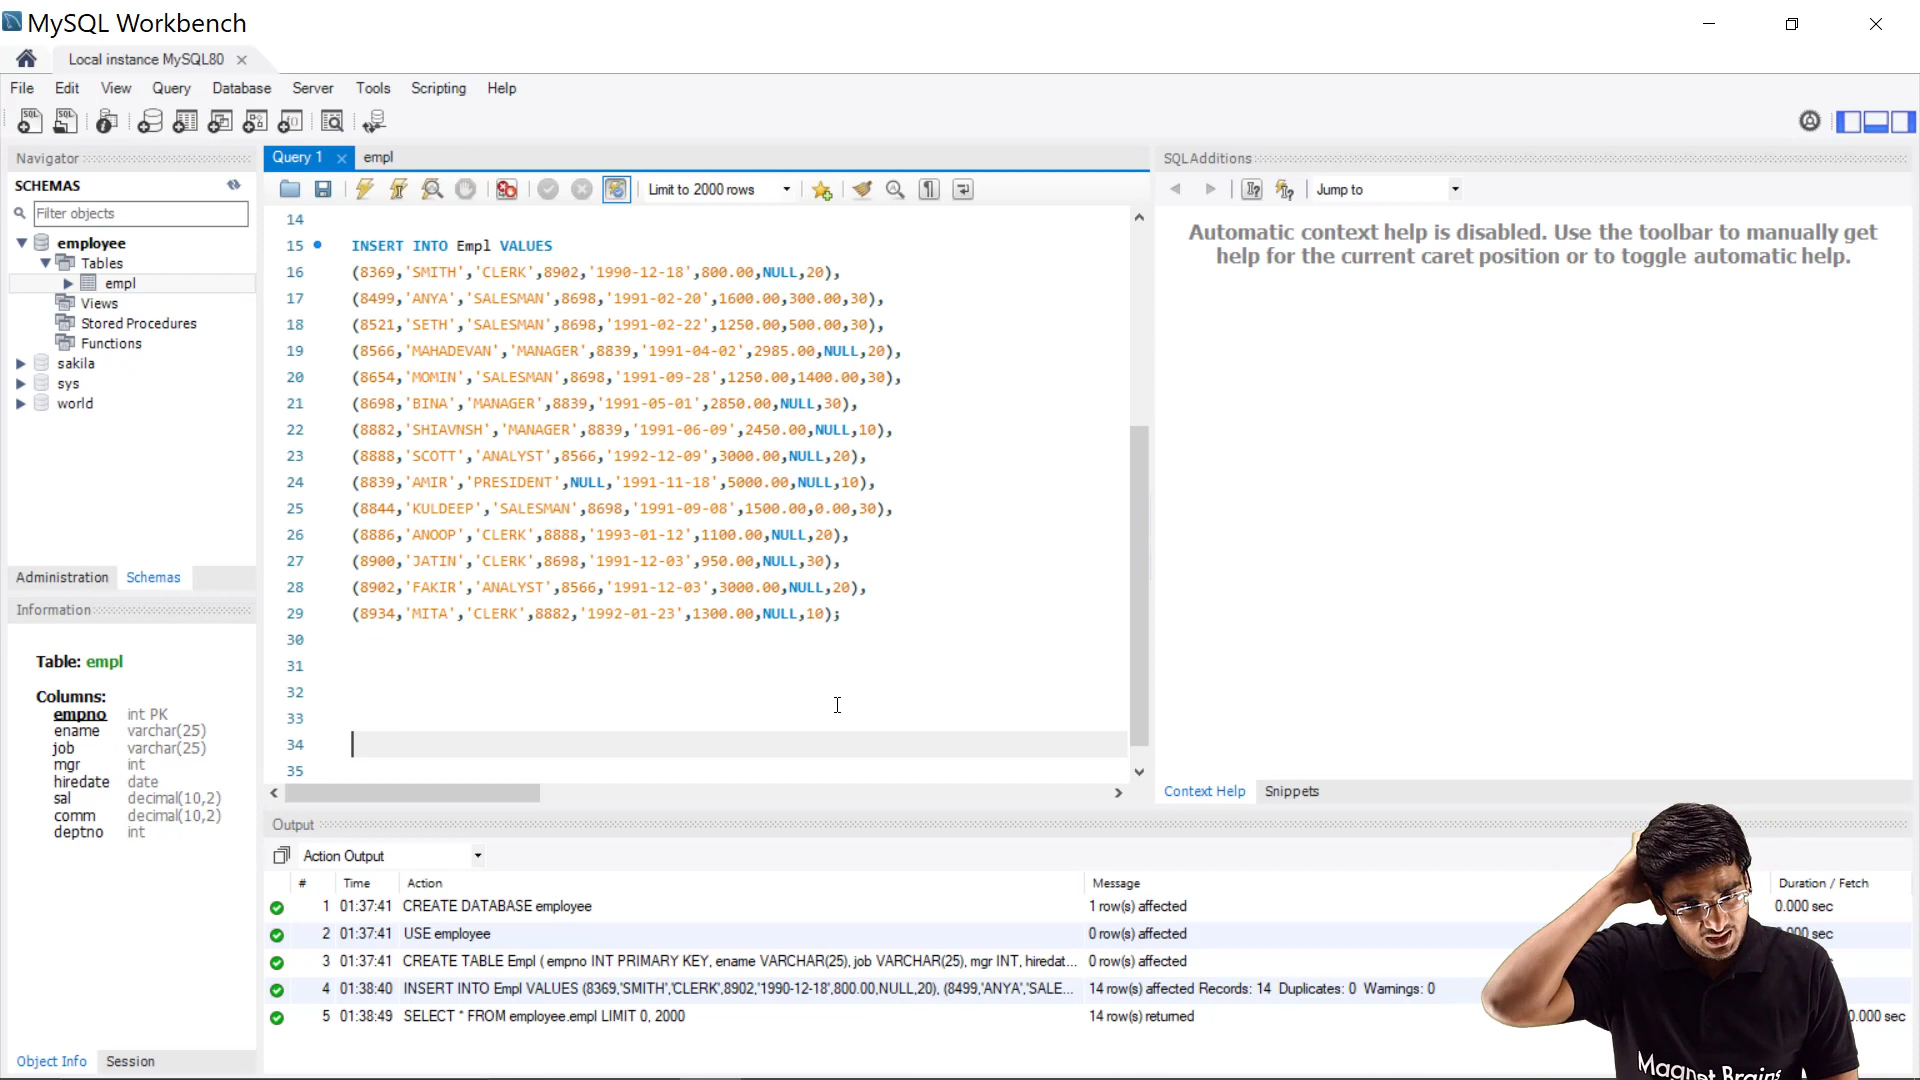 MySQL Workbench
Local instance MySQL80
File Edit View Query Database Server Tools Scripting Help
Navigator
SCHEMAS
Filter objects
employee
Tables
empl
Views
Stored Procedures
Functions
sakila
sys
world
Administration Schemas
Information
Table: empl
Columns:
empno int PK
ename varchar(25)
job varchar(25)
mgr int
hiredate date
sal decimal(10,2)
comm decimal(10,2)
deptno int
Object Info Session
Query 1 empl
Limit to 2000 rows
14
15 INSERT INTO Empl VALUES
16 (8369,'SMITH','CLERK',8902,'1990-12-18',800.00,NULL,20),
17 (8499,'ANYA','SALESMAN',8698,'1991-02-20',1600.00,300.00,30),
18 (8521,'SETH','SALESMAN',8698,'1991-02-22',1250.00,500.00,30),
19 (8566,'MAHADEVAN','MANAGER',8839,'1991-04-02',2985.00,NULL,20),
20 (8654,'MOMIN','SALESMAN',8698,'1991-09-28',1250.00,1400.00,30),
21 (8698,'BINA','MANAGER',8839,'1991-05-01',2850.00,NULL,30),
22 (8882,'SHIAVNSH','MANAGER',8839,'1991-06-09',2450.00,NULL,10),
23 (8888,'SCOTT','ANALYST',8566,'1992-12-09',3000.00,NULL,20),
24 (8839,'AMIR','PRESIDENT',NULL,'1991-11-18',5000.00,NULL,10),
25 (8844,'KULDEEP','SALESMAN',8698,'1991-09-08',1500.00,0.00,30),
26 (8886,'ANOOP','CLERK',8888,'1993-01-12',1100.00,NULL,20),
27 (8900,'JATIN','CLERK',8698,'1991-12-03',950.00,NULL,30),
28 (8902,'FAKIR','ANALYST',8566,'1991-12-03',3000.00,NULL,20),
29 (8934,'MITA','CLERK',8882,'1992-01-23',1300.00,NULL,10);
30
31
32
33
34
35
SQLAdditions
Jump to
Automatic context help is disabled. Use the toolbar to manually get
help for the current caret position or to toggle automatic help.
Context Help Snippets
Output
Action Output
# Time Action Message Duration / Fetch
1 01:37:41 CREATE DATABASE employee 1 row(s) affected 0.000 sec
2 01:37:41 USE employee 0 row(s) affected sec
3 01:37:41 CREATE TABLE Empl ( empno INT PRIMARY KEY, ename VARCHAR(25), job VARCHAR(25), mgr INT, hiredat... 0 row(s) affected
4 01:38:40 INSERT INTO Empl VALUES (8369,'SMITH','CLERK',8902,'1990-12-18',800.00,NULL,20), (8499,'ANYA','SALE... 14 row(s) affected Records: 14 Duplicates: 0 Warnings: 0
5 01:38:49 SELECT * FROM employee.empl LIMIT 0, 2000 14 row(s) returned 0.000 sec
Magnet Brains